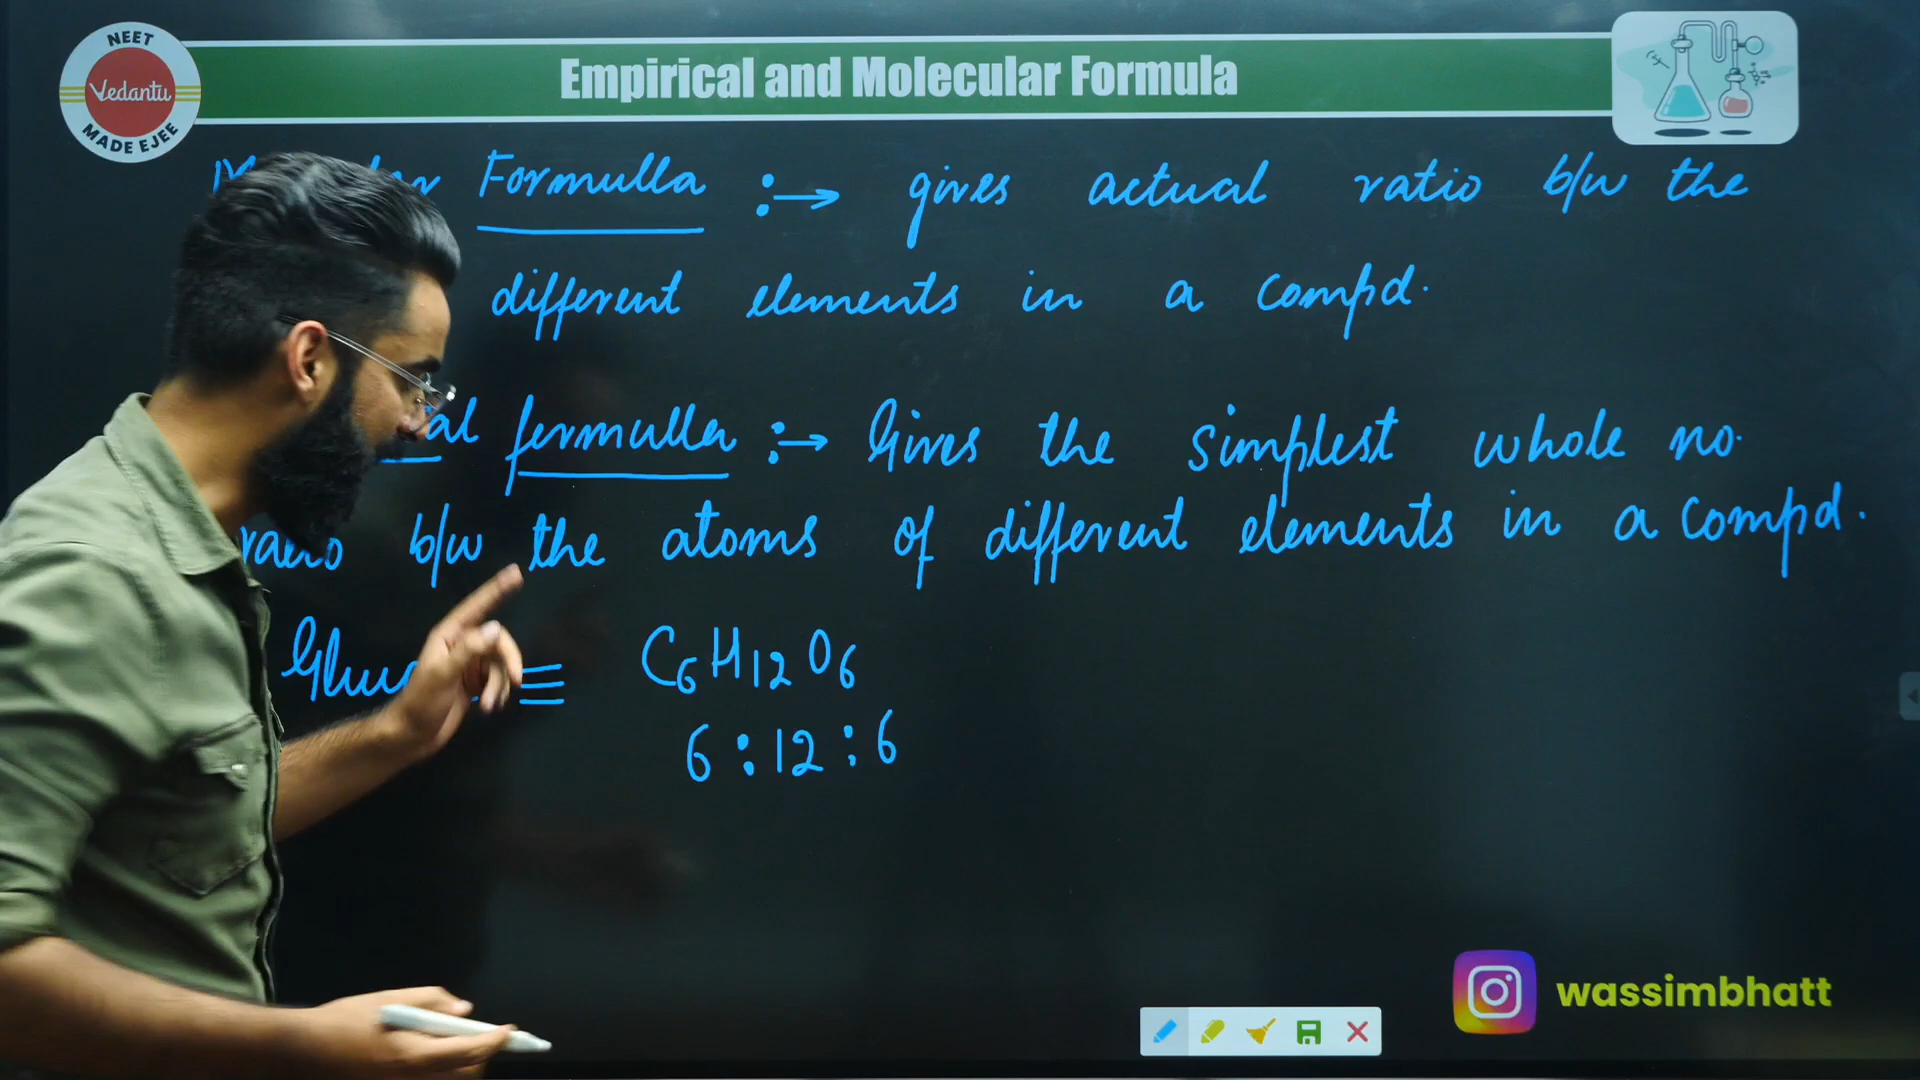 NEET
Vedantu
MADE EJEE
Empirical and Molecular Formula
Formulla :→ gives actual ratio b/w the
different elements in a compd.
formulla :→ Gives the simplest whole no.
ratio b/w the atoms of different elements in a compd.
≡ C6H12O6
6 : 12 : 6
wassimbhatt